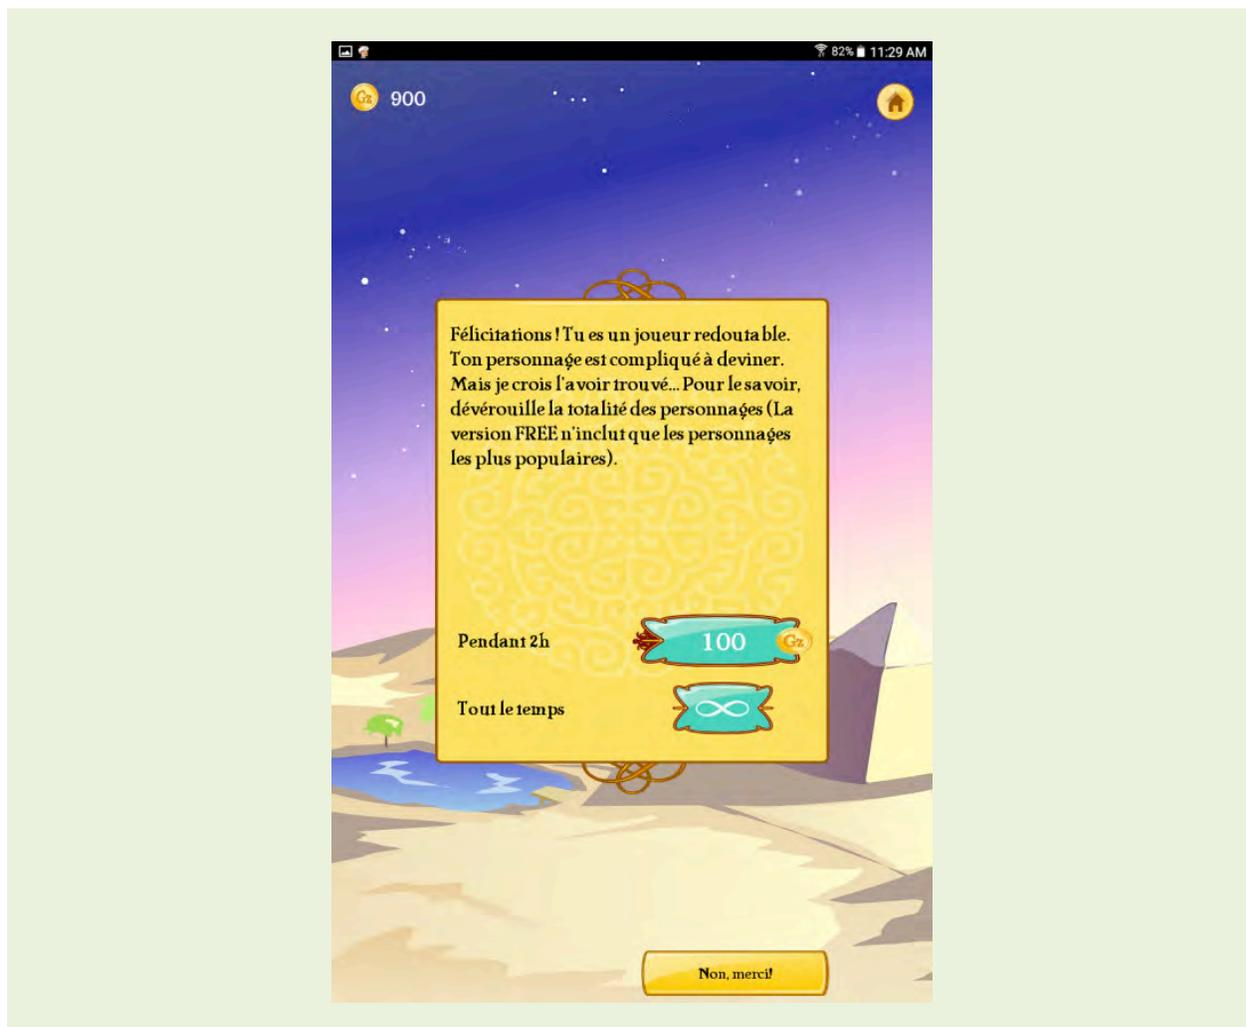 82% 11:29 AM
Gz 900
Félicitations ! Tu es un joueur redoutable.
Ton personnage est compliqué à deviner.
Mais je crois l'avoir trouvé... Pour le savoir,
dévérouille la totalité des personnages (La
version FREE n'inclut que les personnages
les plus populaires).
Pendant 2h 100 Gz
Tout le temps ∞
Non, merci!